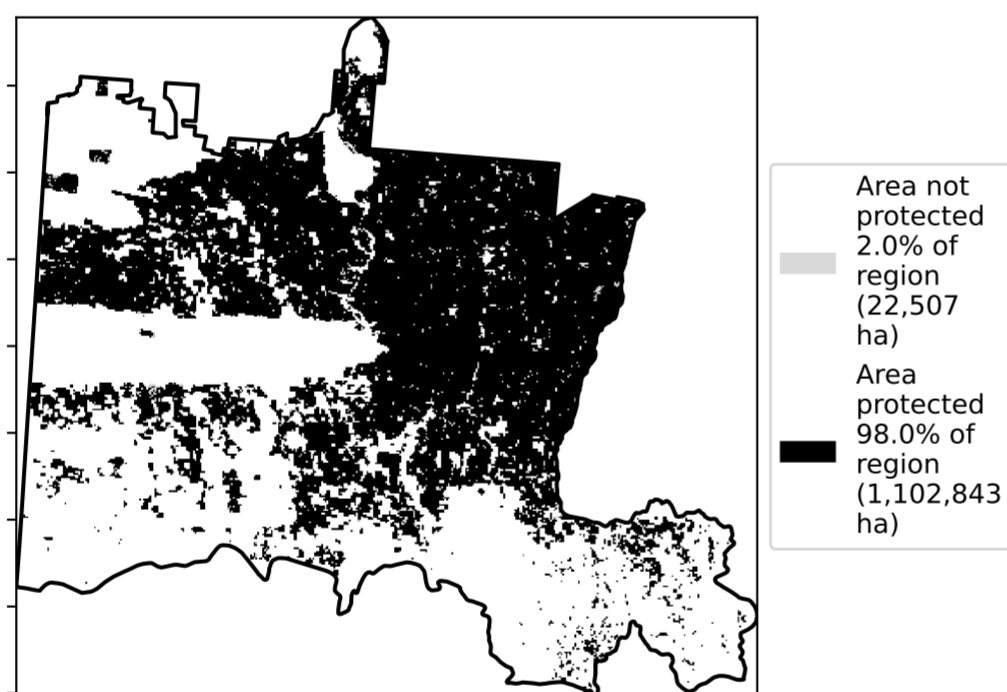 Area not
protected
2.0% of
region
(22,507
ha)
Area
protected
98.0% of
region
(1,102,843
ha)